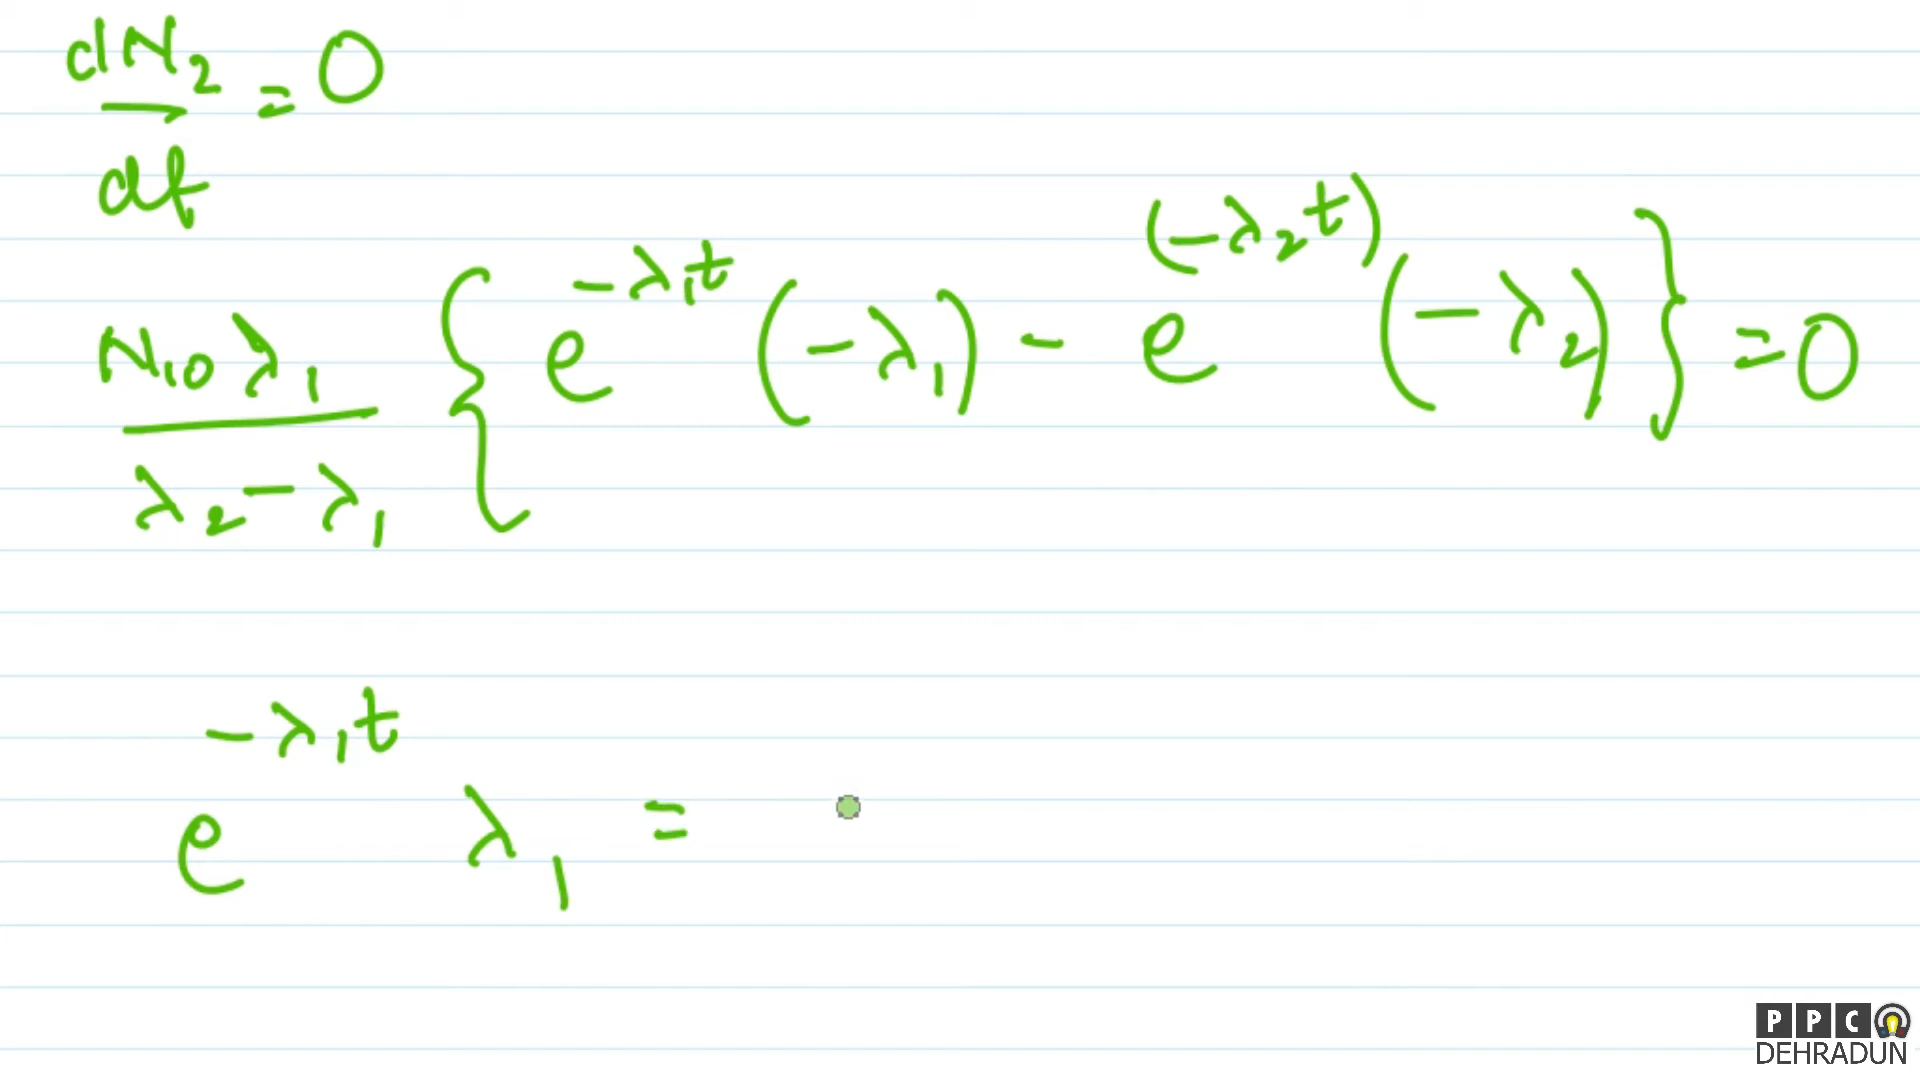 dN₂/dt = 0
N₁₀λ₁/(λ₂ − λ₁) { e^(−λ₁t) (−λ₁) − e^(−λ₂t) (−λ₂) } = 0
e^(−λ₁t) λ₁ =
PPC
DEHRADUN